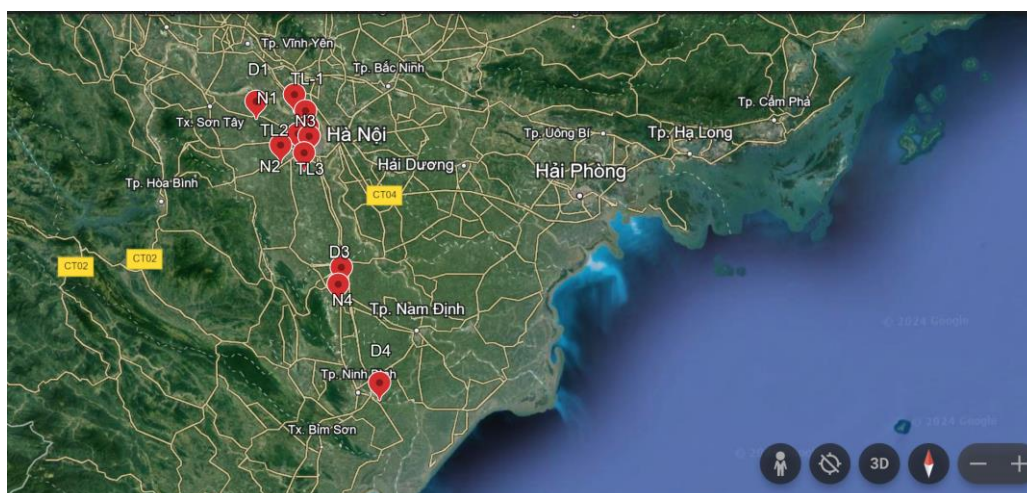 Tp. Vĩnh Yên
D1
Tp. Bắc Ninh
TL-1
N1
Tp. Cẩm Phả
Tx. Sơn Tây
N3
TL2
Hà Nội
Tp. Uông Bí
Tp. Hạ Long
N2
TL3
Hải Dương
Hải Phòng
Tp. Hòa Bình
CT04
D3
CT02
CT02
N4
Tp. Nam Định
© 2024 Google
D4
Tp. Ninh Bình
Tx. Bỉm Sơn
© 2024 Google
3D